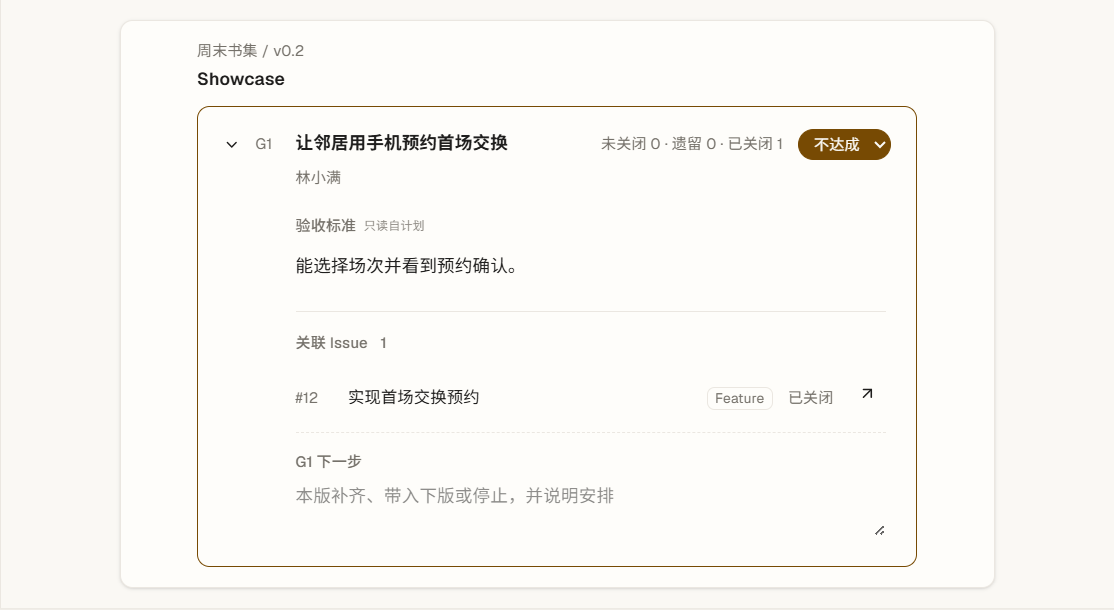 周末书集 / v0.2
Showcase
G1 让邻居用手机预约首场交换 未关闭 0 · 遗留 0 · 已关闭 1 不达成
林小满
验收标准 只读自计划
能选择场次并看到预约确认。
关联 Issue 1
#12 实现首场交换预约 Feature 已关闭
G1 下一步
本版补齐、带入下版或停止，并说明安排